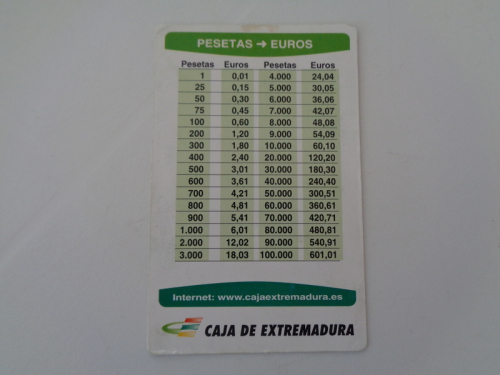 PESETAS ➔ EUROS
Pesetas Euros Pesetas Euros
1 0,01 4.000 24,04
25 0,15 5.000 30,05
50 0,30 6.000 36,06
75 0,45 7.000 42,07
100 0,60 8.000 48,08
200 1,20 9.000 54,09
300 1,80 10.000 60,10
400 2,40 20.000 120,20
500 3,01 30.000 180,30
600 3,61 40.000 240,40
700 4,21 50.000 300,51
800 4,81 60.000 360,61
900 5,41 70.000 420,71
1.000 6,01 80.000 480,81
2.000 12,02 90.000 540,91
3.000 18,03 100.000 601,01
Internet: www.cajaextremadura.es
CAJA DE EXTREMADURA